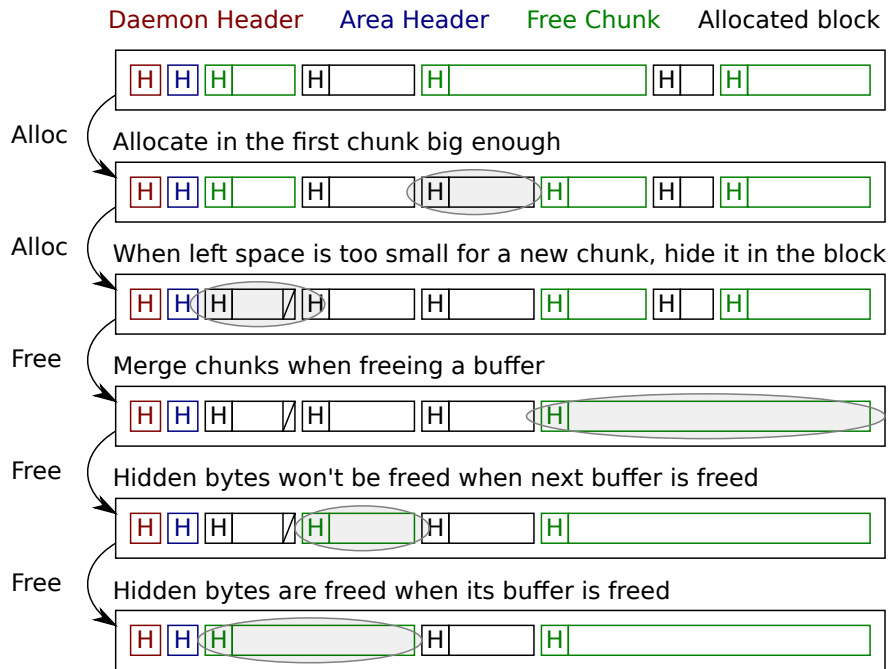 Daemon Header Area Header Free Chunk Allocated block
H H H H H H H
Alloc
Allocate in the first chunk big enough
H H H H H H H H
Alloc
When left space is too small for a new chunk, hide it in the block
H H H H H H H H
Free
Merge chunks when freeing a buffer
H H H H H H
Free
Hidden bytes won't be freed when next buffer is freed
H H H H H H
Free
Hidden bytes are freed when its buffer is freed
H H H H H